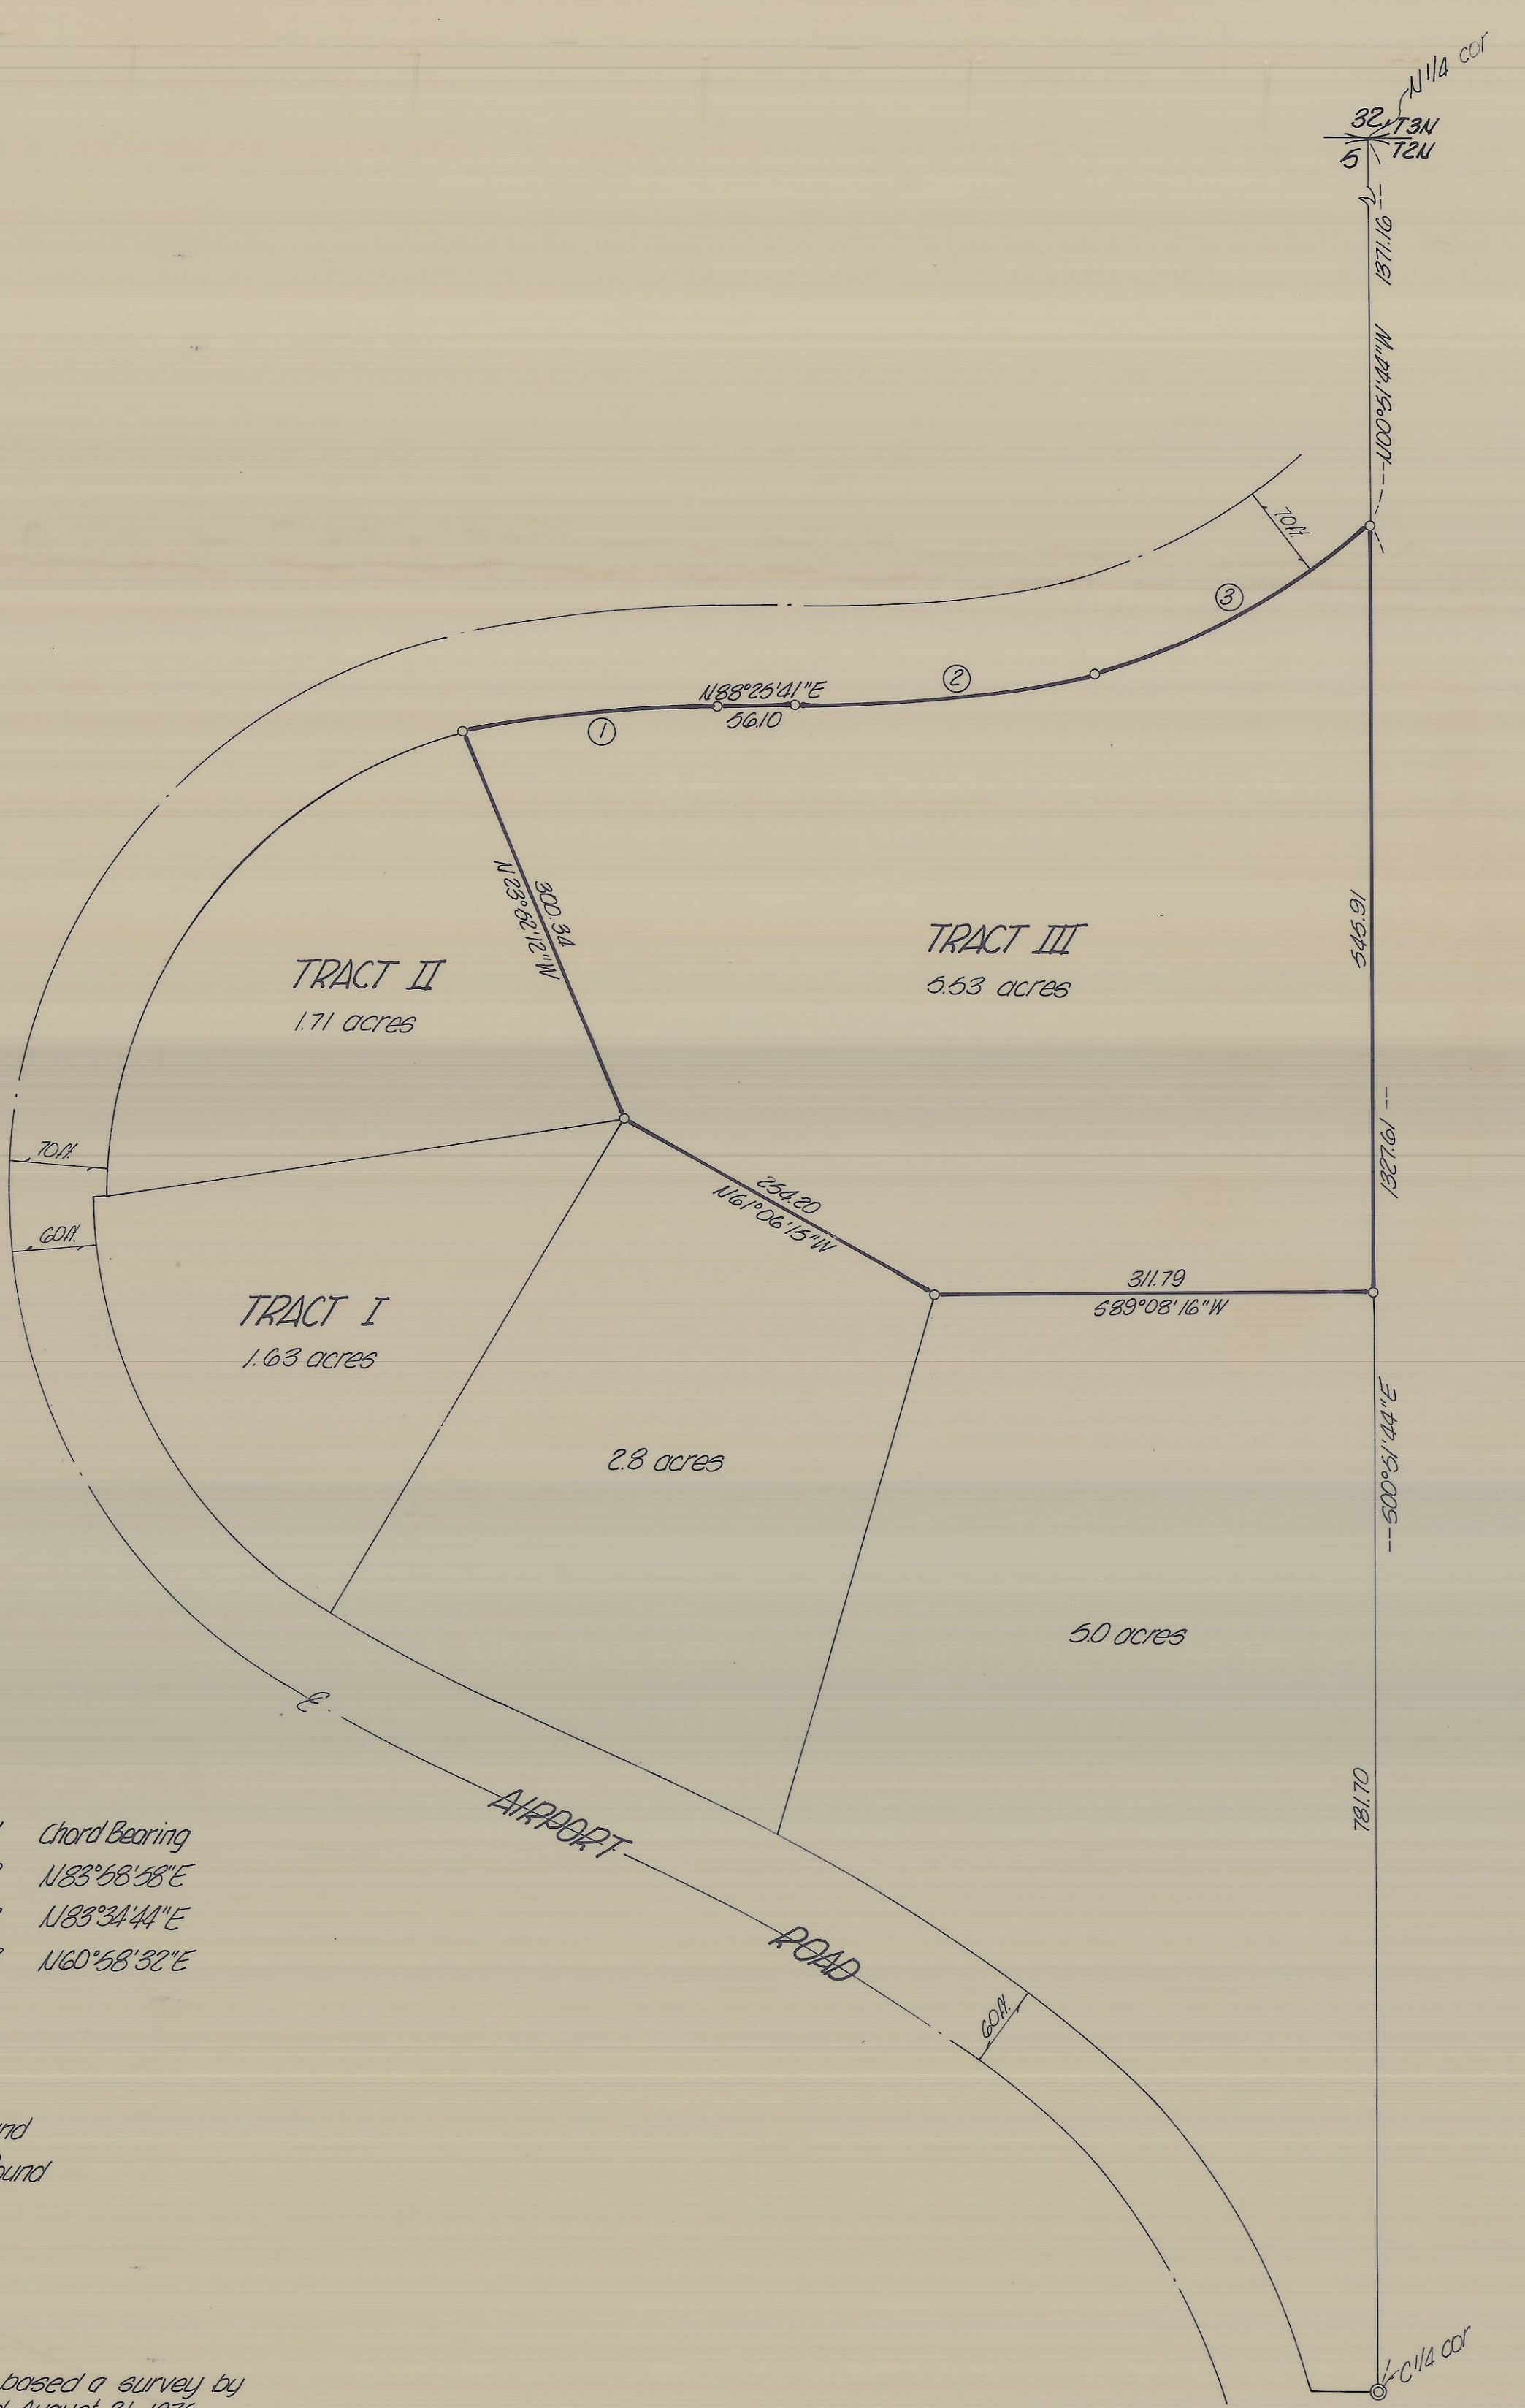 N 1/4 cor
32 T3N
5 T2N
1371.16
N00°51'44"W
70ft.
3
2
N88°25'41"E
56.10
1
300.34
N23°52'12"W
TRACT III
5.53 acres
545.91
TRACT II
1.71 acres
1327.61
70ft.
254.20
N61°06'15"W
60ft.
311.79
S89°08'16"W
TRACT I
1.63 acres
S00°51'44"E
2.8 acres
5.0 acres
781.70
AIRPORT
ROAD
Chord Bearing
N83°58'58"E
N83°34'44"E
N60°58'32"E
60ft.
C 1/4 cor
based a survey by